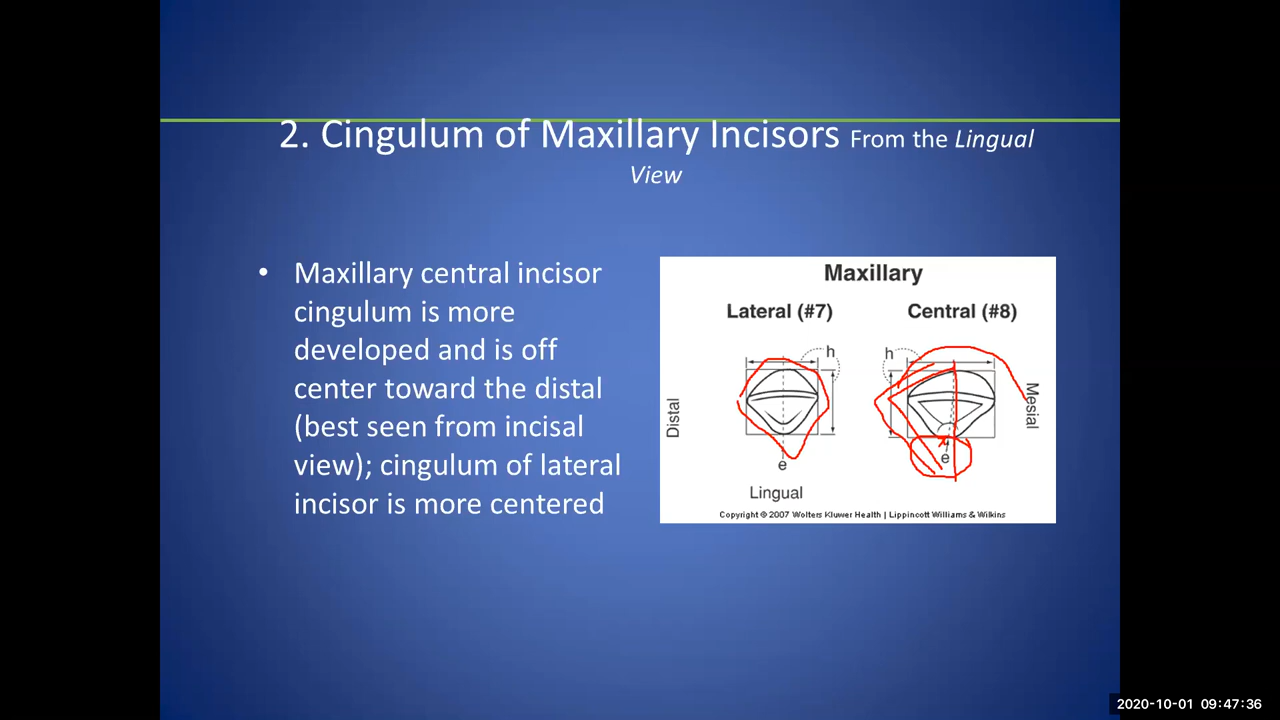 2. Cingulum of Maxillary Incisors From the Lingual
View
• Maxillary central incisor
cingulum is more
developed and is off
center toward the distal
(best seen from incisal
view); cingulum of lateral
incisor is more centered
Maxillary
Lateral (#7) Central (#8)
h h
Distal
Mesial
e e
Lingual
Copyright © 2007 Wolters Kluwer Health | Lippincott Williams & Wilkins
2020-10-01 09:47:36